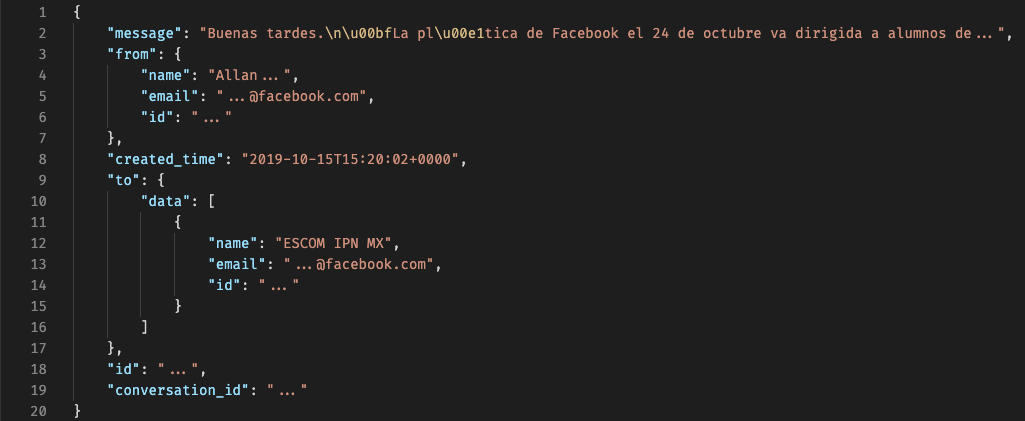 1 {
2 "message": "Buenas tardes.\n\u00bfLa pl\u00e1tica de Facebook el 24 de octubre va dirigida a alumnos de...",
3 "from": {
4 "name": "Allan...",
5 "email": "...@facebook.com",
6 "id": "..."
7 },
8 "created_time": "2019-10-15T15:20:02+0000",
9 "to": {
10 "data": [
11 {
12 "name": "ESCOM IPN MX",
13 "email": "...@facebook.com",
14 "id": "..."
15 }
16 ]
17 },
18 "id": "...",
19 "conversation_id": "..."
20 }